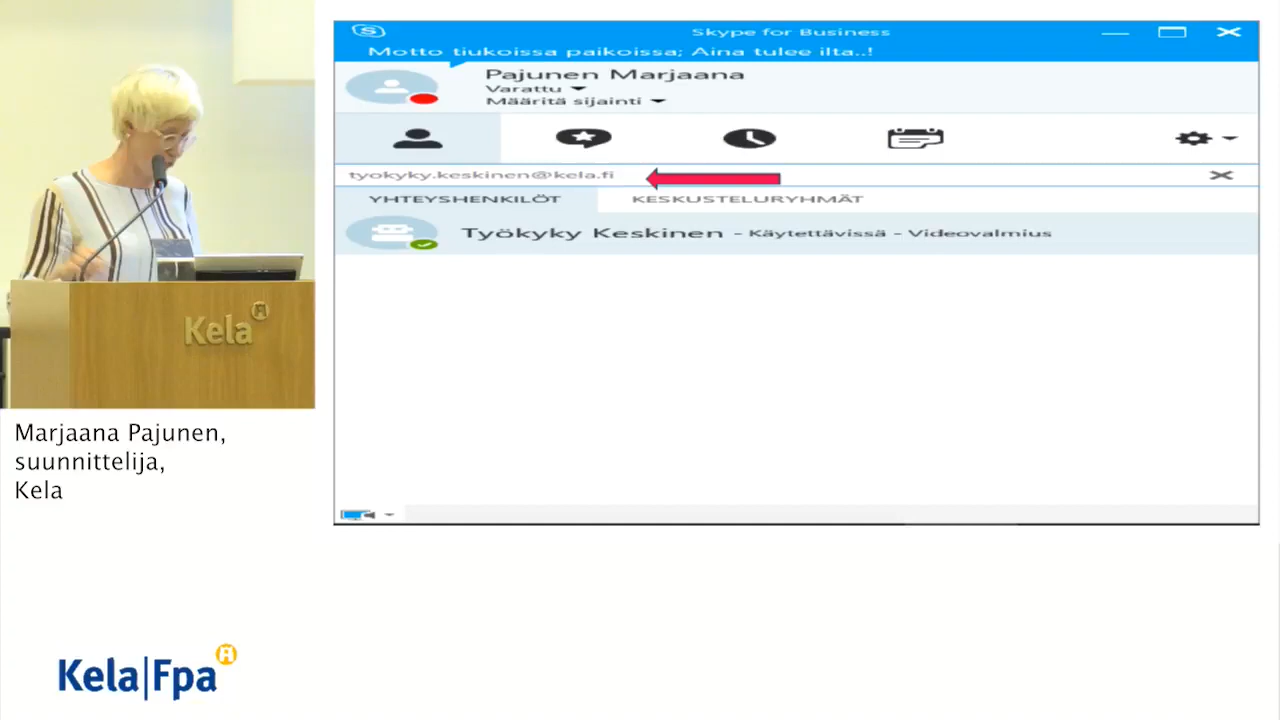 Skype for Business
Motto tiukoissa paikoissa; Aina tulee ilta..!
Pajunen Marjaana
Varattu
Määritä sijainti
tyokyky.keskinen@kela.fi
YHTEYSHENKILÖT
KESKUSTELURYHMÄT
Työkyky Keskinen - Käytettävissä - Videovalmius
Kela
Marjaana Pajunen,
suunnittelija,
Kela
Kela|Fpa